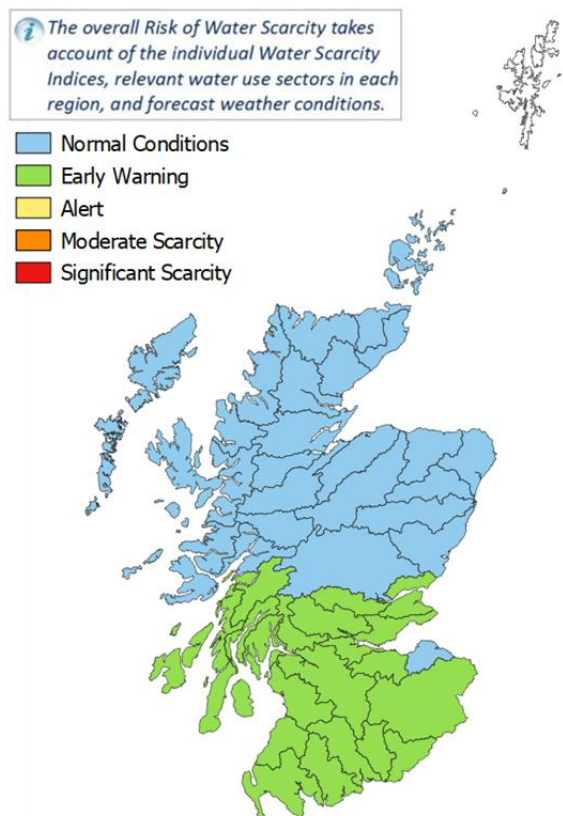 The overall Risk of Water Scarcity takes
account of the individual Water Scarcity
Indices, relevant water use sectors in each
region, and forecast weather conditions.
Normal Conditions
Early Warning
Alert
Moderate Scarcity
Significant Scarcity